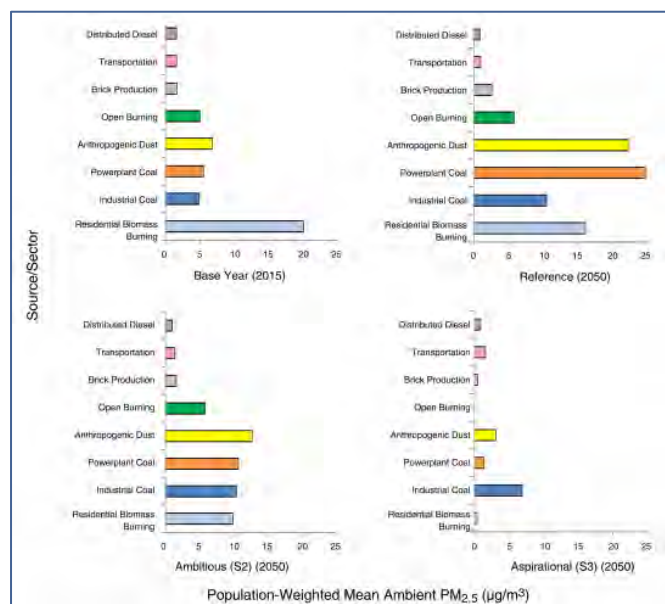 Source/Sector
Distributed Diesel
Transportation
Brick Production
Open Burning
Anthropogenic Dust
Powerplant Coal
Industrial Coal
Residential Biomass
Burning
0 5 10 15 20 25
Base Year (2015)
Distributed Diesel
Transportation
Brick Production
Open Burning
Anthropogenic Dust
Powerplant Coal
Industrial Coal
Residential Biomass
Burning
0 5 10 15 20 25
Reference (2050)
Distributed Diesel
Transportation
Brick Production
Open Burning
Anthropogenic Dust
Powerplant Coal
Industrial Coal
Residential Biomass
Burning
0 5 10 15 20 25
Ambitious (S2) (2050)
Distributed Diesel
Transportation
Brick Production
Open Burning
Anthropogenic Dust
Powerplant Coal
Industrial Coal
Residential Biomass
Burning
0 5 10 15 20 25
Aspirational (S3) (2050)
Population-Weighted Mean Ambient PM2.5 (µg/m³)